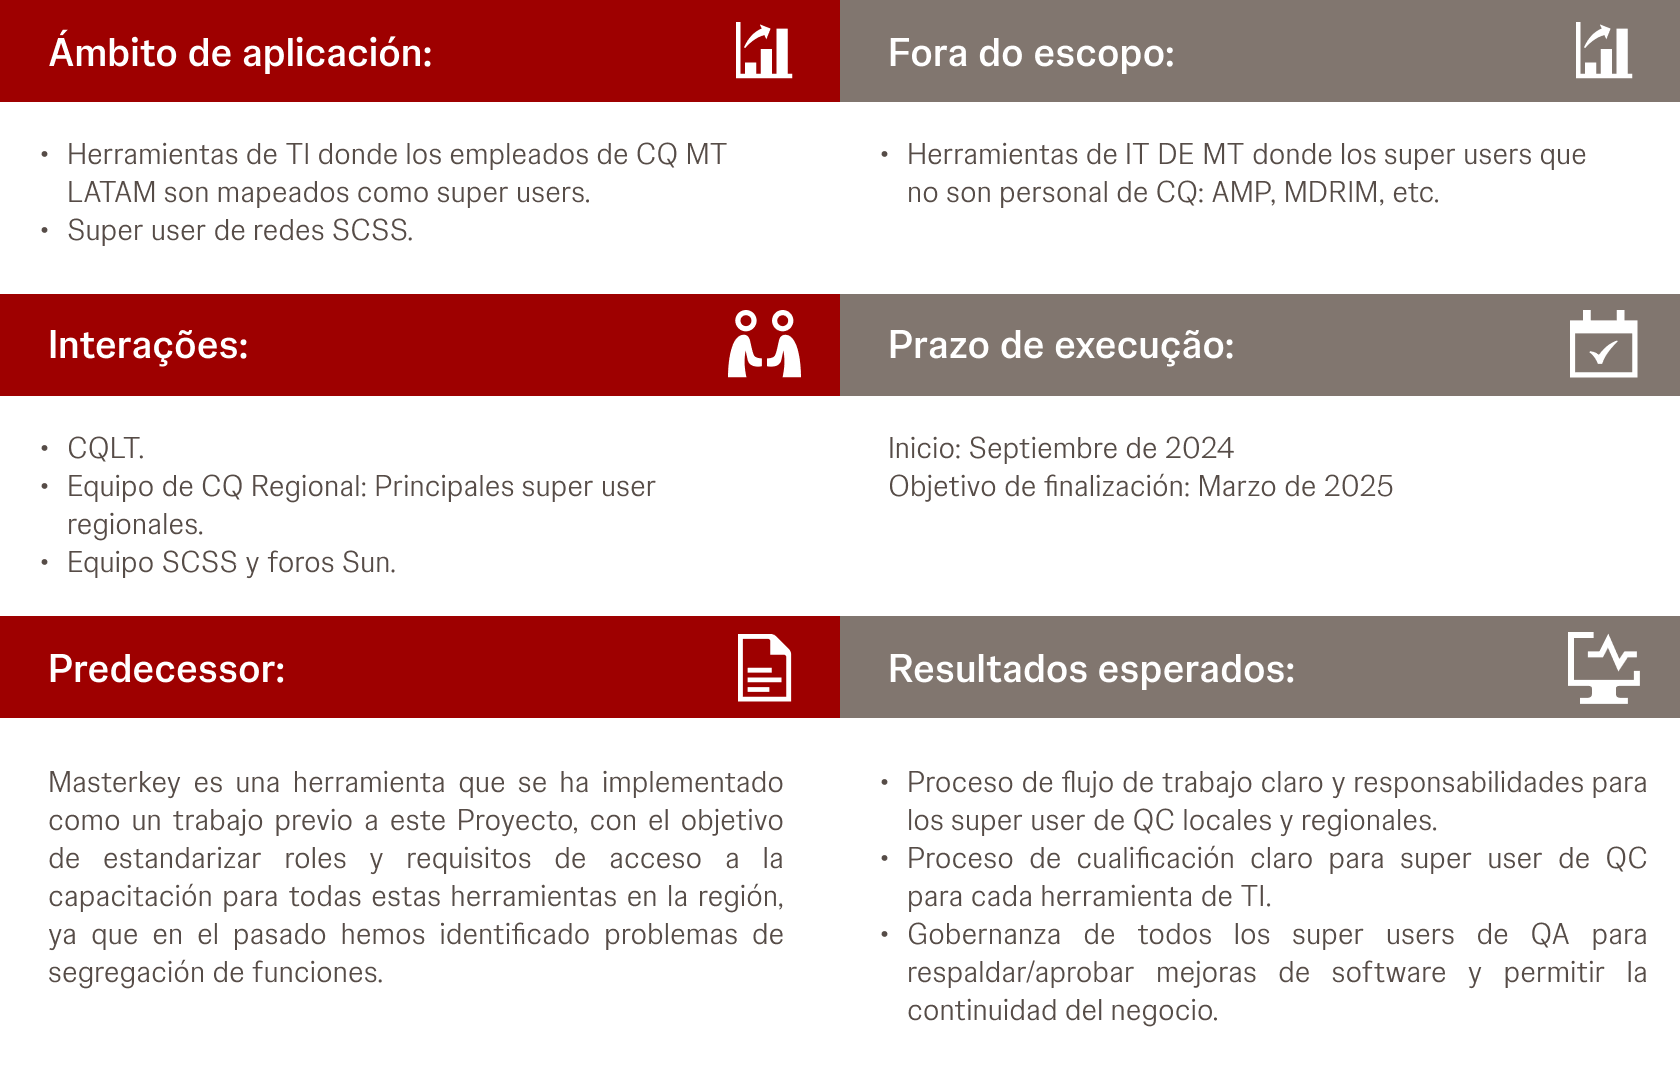 Ámbito de aplicación:
• Herramientas de TI donde los empleados de CQ MT
LATAM son mapeados como super users.
• Super user de redes SCSS.
Fora do escopo:
• Herramientas de IT DE MT donde los super users que
no son personal de CQ: AMP, MDRIM, etc.
Interações:
• CQLT.
• Equipo de CQ Regional: Principales super user
regionales.
• Equipo SCSS y foros Sun.
Prazo de execução:
Inicio: Septiembre de 2024
Objetivo de finalización: Marzo de 2025
Predecessor:
Masterkey es una herramienta que se ha implementado
como un trabajo previo a este Proyecto, con el objetivo
de estandarizar roles y requisitos de acceso a la
capacitación para todas estas herramientas en la región,
ya que en el pasado hemos identificado problemas de
segregación de funciones.
Resultados esperados:
• Proceso de flujo de trabajo claro y responsabilidades para
los super user de QC locales y regionales.
• Proceso de cualificación claro para super user de QC
para cada herramienta de TI.
• Gobernanza de todos los super users de QA para
respaldar/aprobar mejoras de software y permitir la
continuidad del negocio.